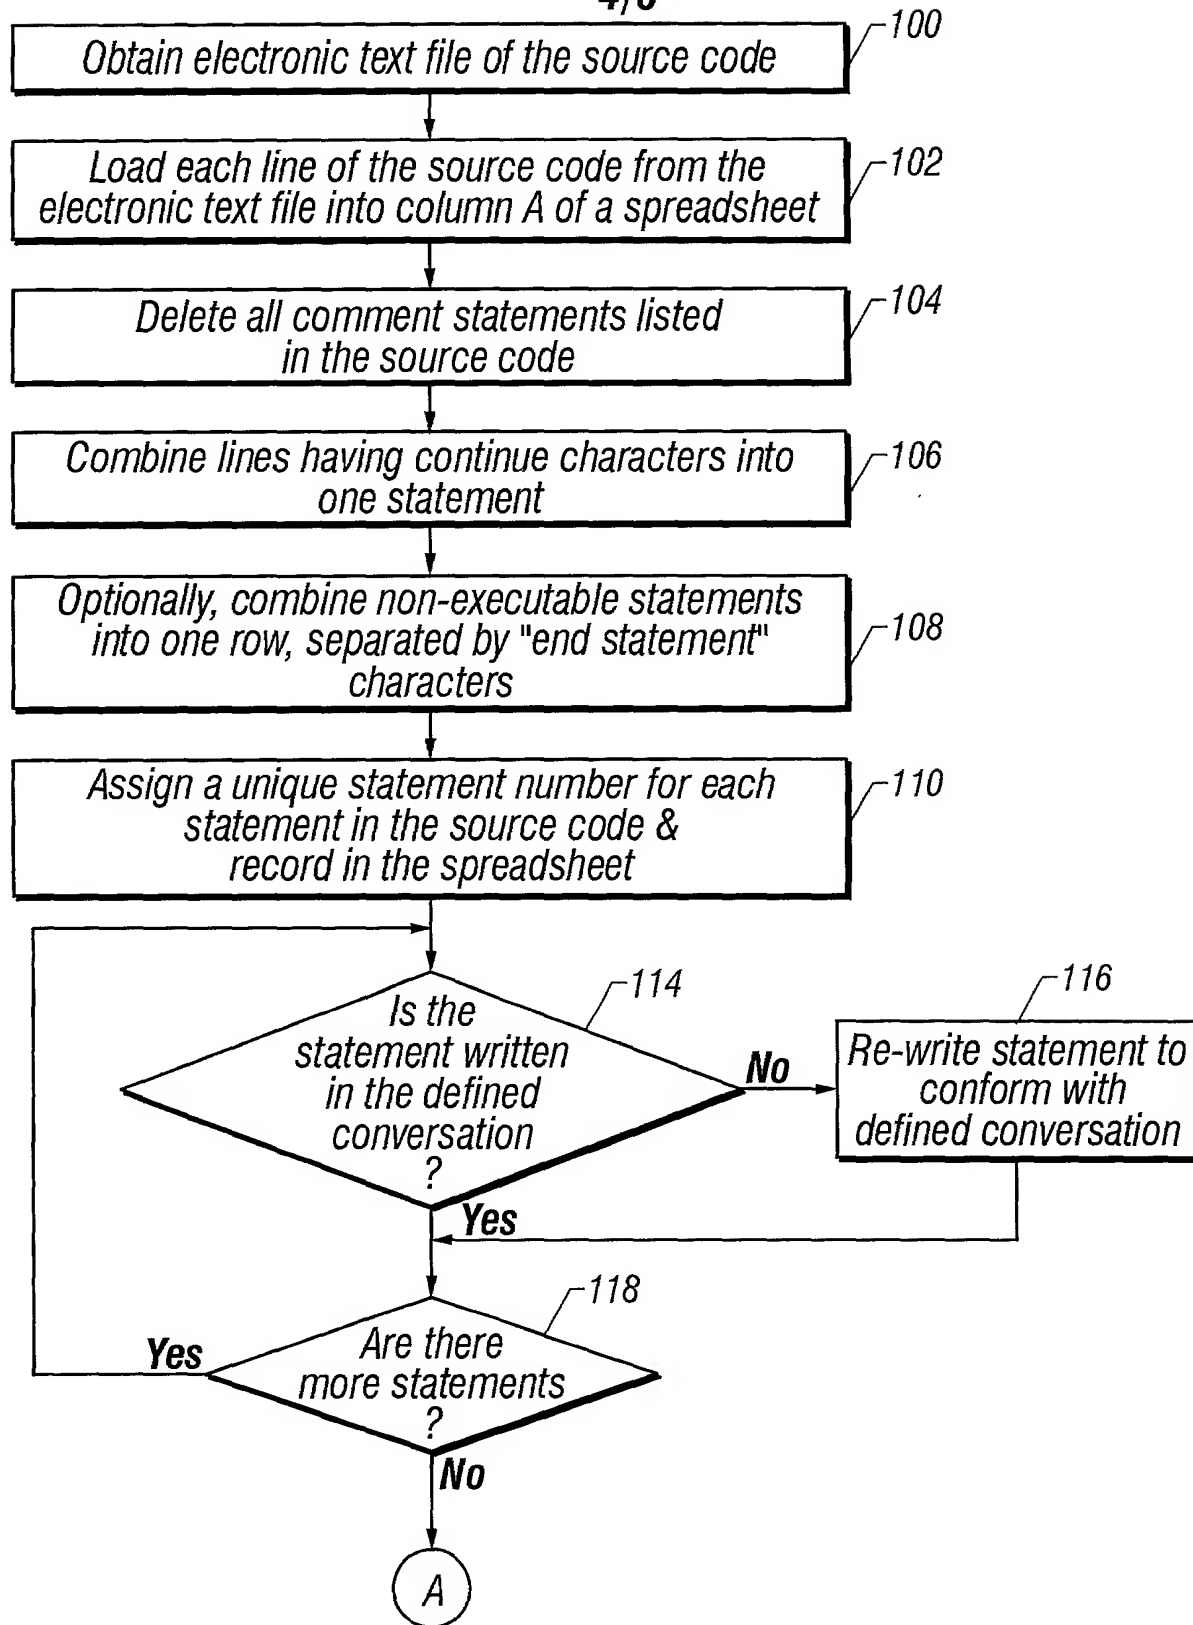 Obtain electronic text file of the source code
100
Load each line of the source code from the
electronic text file into column A of a spreadsheet
102
Delete all comment statements listed
in the source code
104
Combine lines having continue characters into
one statement
106
Optionally, combine non-executable statements
into one row, separated by "end statement"
characters
108
Assign a unique statement number for each
statement in the source code &
record in the spreadsheet
110
Is the
statement written
in the defined
conversation
?
114
No
116
Re-write statement to
conform with
defined conversation
Yes
118
Are there
more statements
?
Yes
No
A